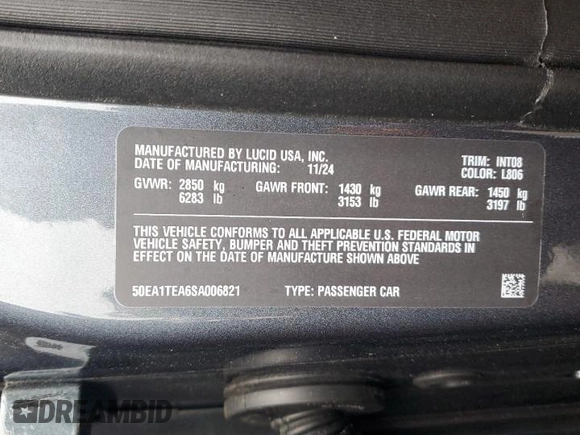 MANUFACTURED BY LUCID USA, INC.
DATE OF MANUFACTURING: 11/24
TRIM: INT08
COLOR: L806
GVWR: 2850 kg GAWR FRONT: 1430 kg GAWR REAR: 1450 kg
6283 lb 3153 lb 3197 lb
THIS VEHICLE CONFORMS TO ALL APPLICABLE U.S. FEDERAL MOTOR
VEHICLE SAFETY, BUMPER AND THEFT PREVENTION STANDARDS IN
EFFECT ON THE DATE OF MANUFACTURE SHOWN ABOVE
50EA1TEA6SA006821 TYPE: PASSENGER CAR
DREAMBID